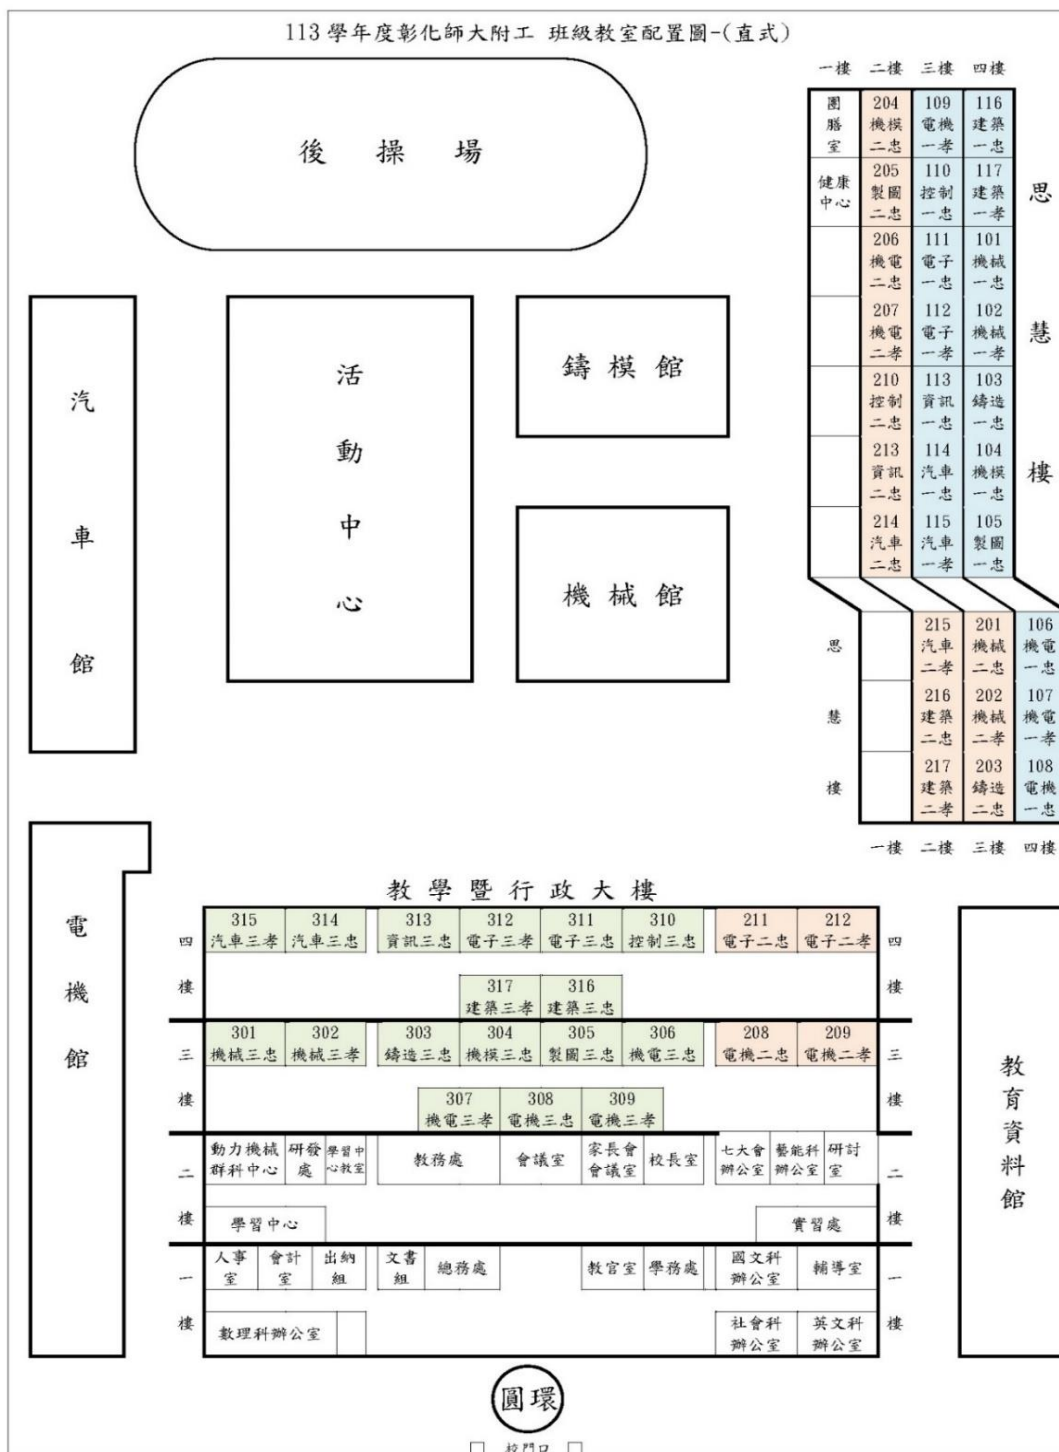 113 學年度彰化師大附工 班級教室配置圖-(直式)
後操場
汽車館
活動中心
鑄模館
機械館
一樓 二樓 三樓 四樓
團膳室 204 機模二忠 109 電機一孝 116 建築一忠
健康中心 205 製圖二忠 110 控制一忠 117 建築一孝
206 機電二忠 111 電子一忠 101 機械一忠
207 機電二孝 112 電子一孝 102 機械一孝
210 控制二忠 113 資訊一忠 103 鑄造一忠
213 資訊二忠 114 汽車一忠 104 機模一忠
214 汽車二忠 115 汽車一孝 105 製圖一忠
思慧樓
215 汽車二孝 201 機械二忠 106 機電一忠
216 建築二忠 202 機械二孝 107 機電一孝
217 建築二孝 203 鑄造二忠 108 電機一忠
思慧樓
一樓 二樓 三樓 四樓
電機館
教學暨行政大樓
四樓
315 314 313 312 311 310 211 212
汽車三孝 汽車三忠 資訊三忠 電子三孝 電子三忠 控制三忠 電子二忠 電子二孝
317 316
建築三孝 建築三忠
四樓
三樓
301 302 303 304 305 306 208 209
機械三忠 機械三孝 鑄造三忠 機模三忠 製圖三忠 機電三忠 電機二忠 電機二孝
307 308 309
機電三孝 電機三忠 電機三孝
三樓
二樓
動力機械群科中心 研發處 學習中心教室 教務處 會議室 家長會會議室 校長室 七大會辦公室 藝能科辦公室 研討室
學習中心 實習處
二樓
一樓
人事室 會計室 出納組 文書組 總務處 教官室 學務處 國文科辦公室 輔導室
數理科辦公室 社會科辦公室 英文科辦公室
一樓
教育資料館
圓環
校門口